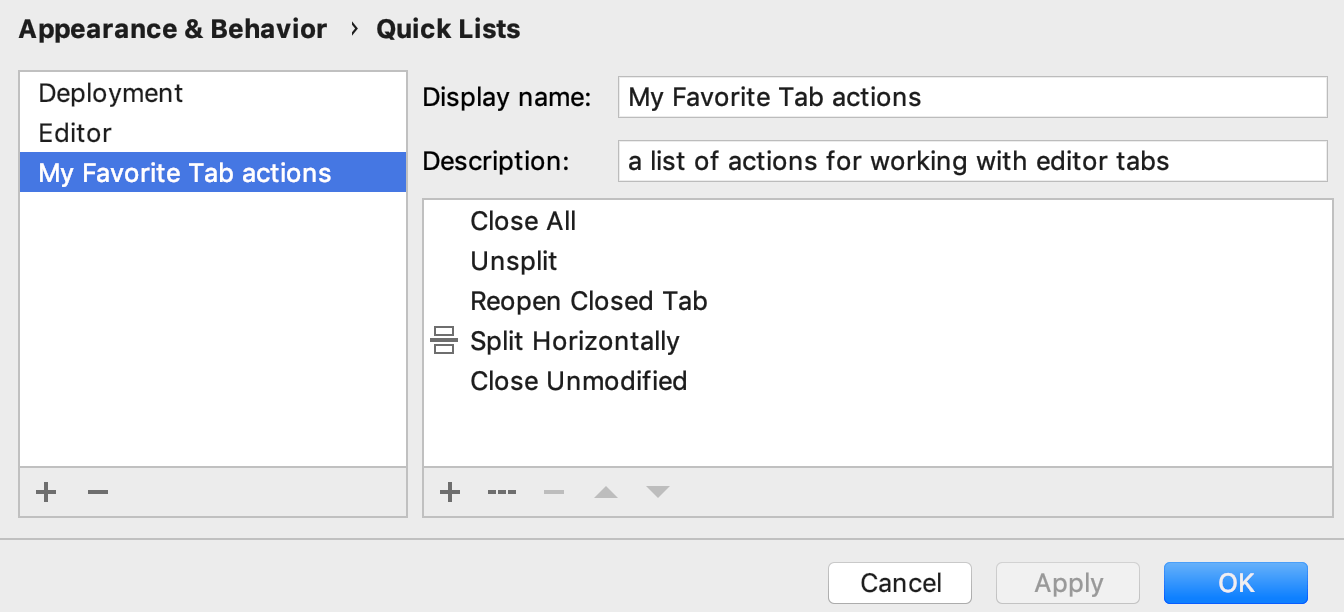 Appearance & Behavior › Quick Lists
Deployment
Editor
My Favorite Tab actions
Display name: My Favorite Tab actions
Description: a list of actions for working with editor tabs
Close All
Unsplit
Reopen Closed Tab
Split Horizontally
Close Unmodified
Cancel Apply OK